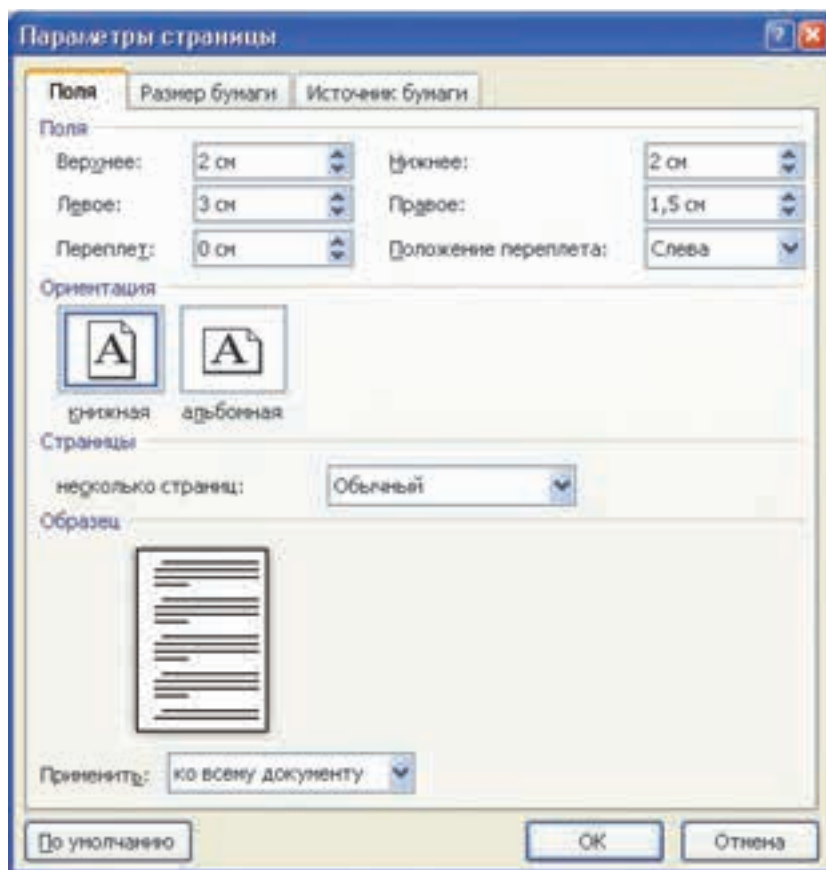 Параметры страницы
Поля Размер бумаги Источник бумаги
Поля
Верхнее: 2 см Нижнее: 2 см
Левое: 3 см Правое: 1,5 см
Переплет: 0 см Положение переплета: Слева
Ориентация
A A
книжная альбомная
Страницы
несколько страниц: Обычный
Образец
Применить: ко всему документу
По умолчанию ОК Отмена